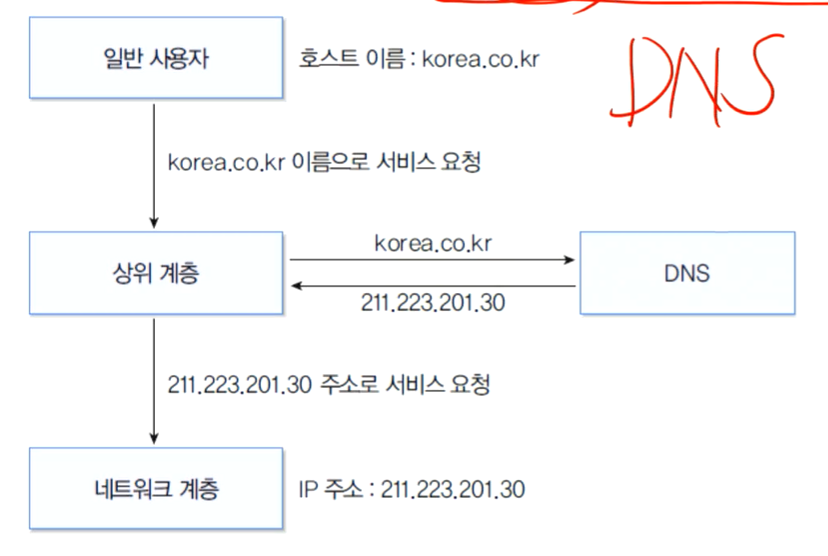 일반 사용자
호스트 이름 : korea.co.kr
DNS
korea.co.kr 이름으로 서비스 요청
상위 계층
korea.co.kr
211.223.201.30
DNS
211.223.201.30 주소로 서비스 요청
네트워크 계층
IP 주소 : 211.223.201.30